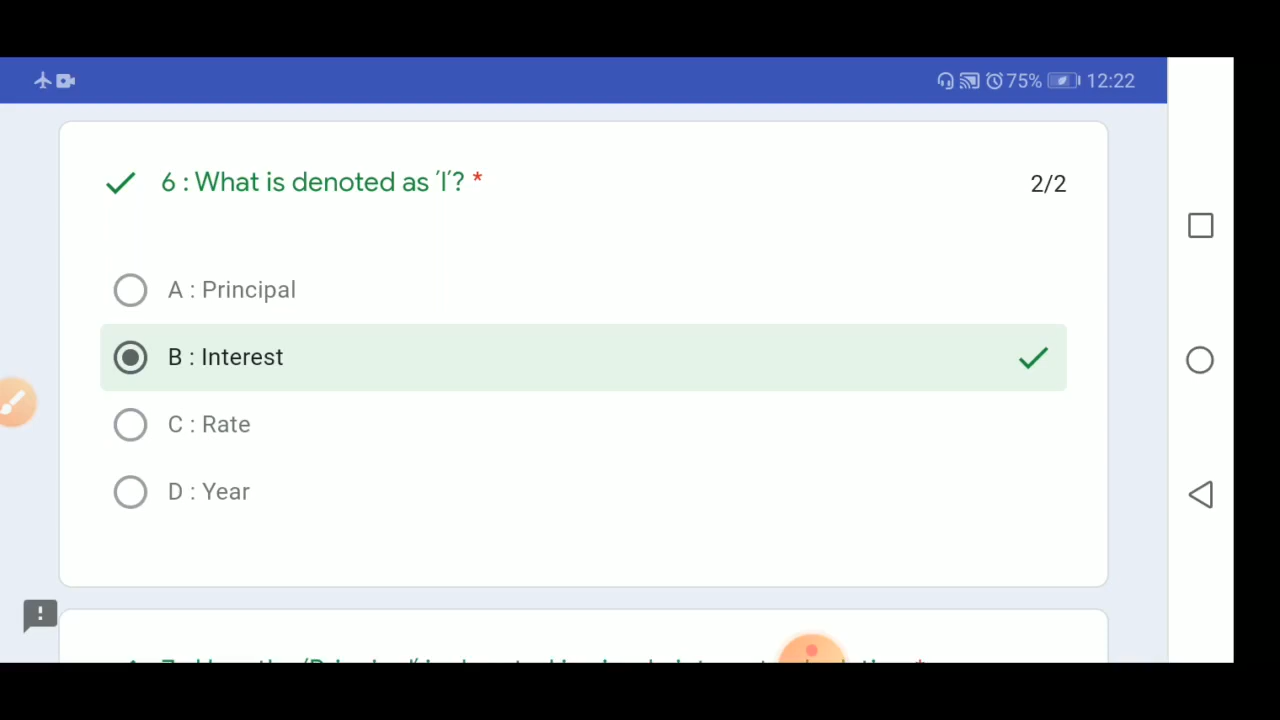 75% 12:22
6 : What is denoted as ´I´? *
2/2
A : Principal
B : Interest
C : Rate
D : Year